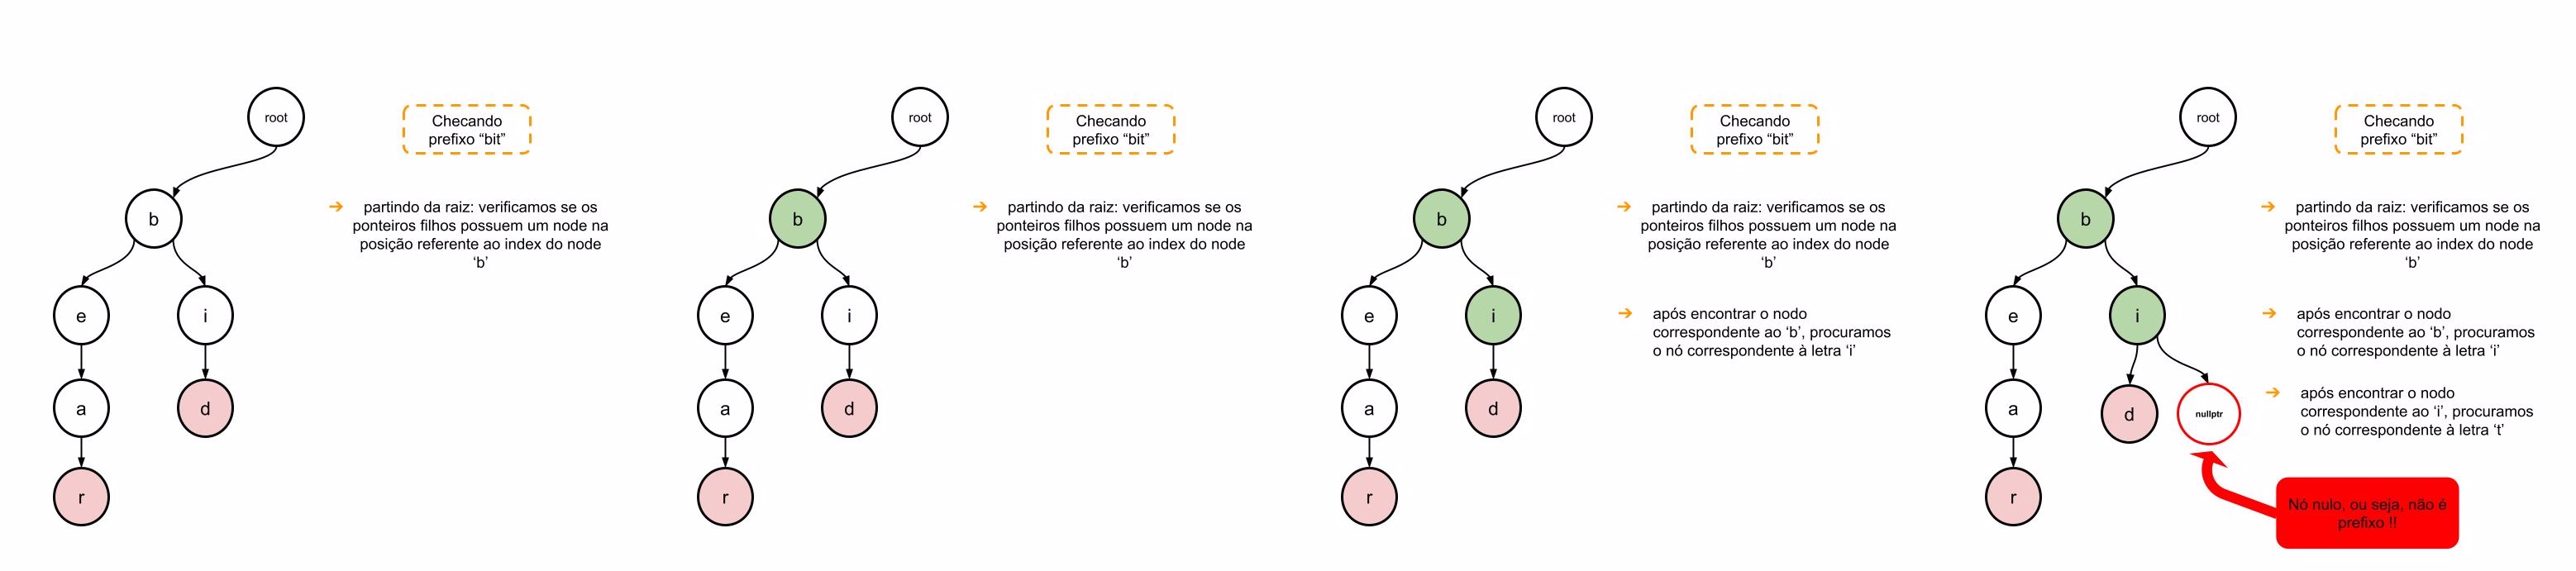 root
Checando
prefixo “bit”
b
➔ partindo da raiz: verificamos se os
ponteiros filhos possuem um node na
posição referente ao index do node
‘b’
e
i
a
d
r
root
Checando
prefixo “bit”
b
➔ partindo da raiz: verificamos se os
ponteiros filhos possuem um node na
posição referente ao index do node
‘b’
e
i
a
d
r
root
Checando
prefixo “bit”
b
➔ partindo da raiz: verificamos se os
ponteiros filhos possuem um node na
posição referente ao index do node
‘b’
e
i
➔ após encontrar o nodo
correspondente ao ‘b’, procuramos
o nó correspondente à letra ‘i’
a
d
r
root
Checando
prefixo “bit”
b
➔ partindo da raiz: verificamos se os
ponteiros filhos possuem um node na
posição referente ao index do node
‘b’
e
i
➔ após encontrar o nodo
correspondente ao ‘b’, procuramos
o nó correspondente à letra ‘i’
a
d
nullptr
➔ após encontrar o nodo
correspondente ao ‘i’, procuramos
o nó correspondente à letra ‘t’
r
Nó nulo, ou seja, não é
prefixo !!